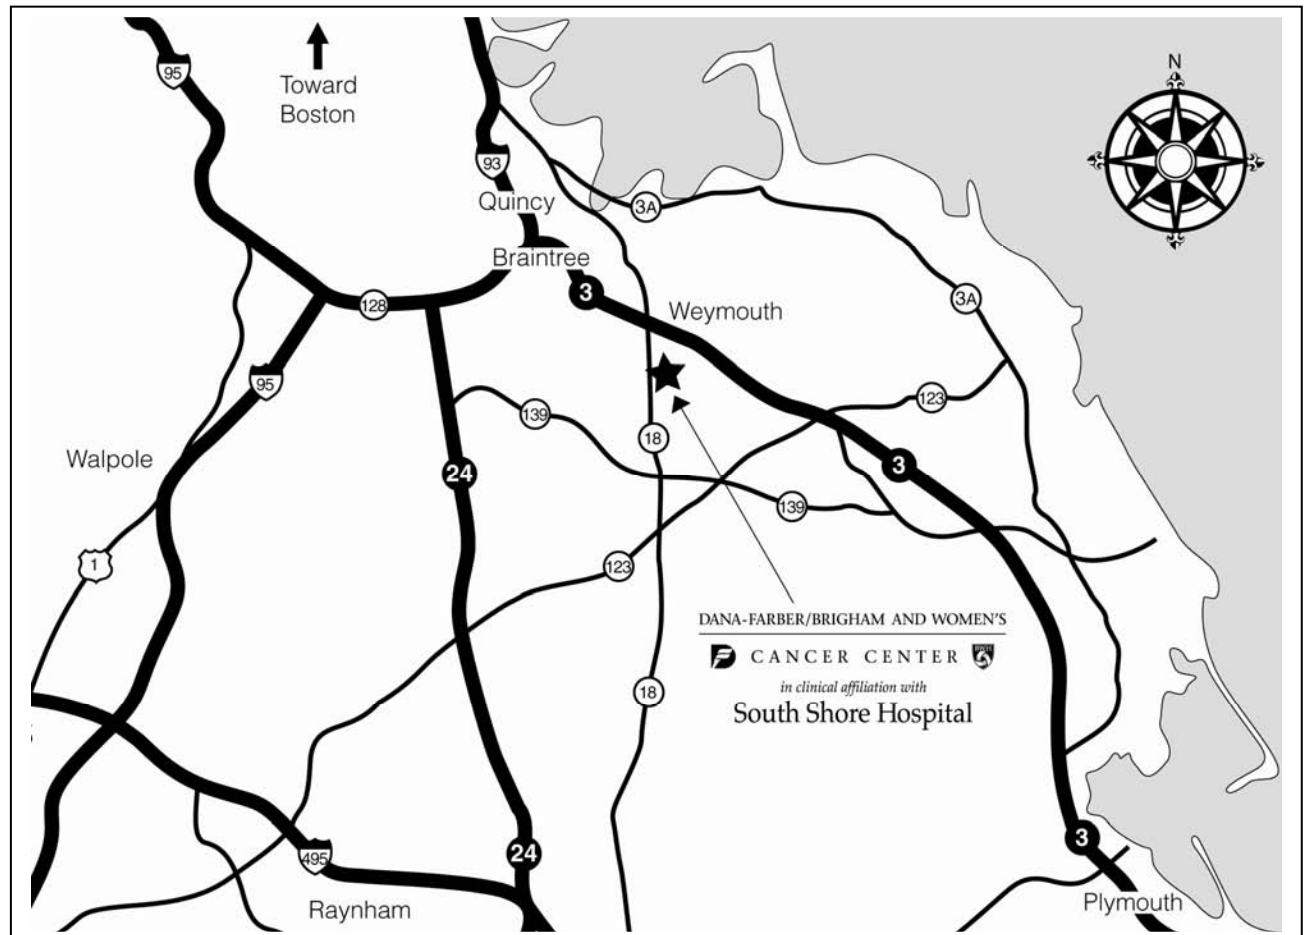 N
95
Toward
Boston
93
Quincy
3A
Braintree
128
3
Weymouth
3A
95
139
123
18
Walpole
24
3
139
1
123
DANA-FARBER/BRIGHAM AND WOMEN'S
CANCER CENTER
BWH
in clinical affiliation with
South Shore Hospital
18
3
495
24
Raynham
Plymouth